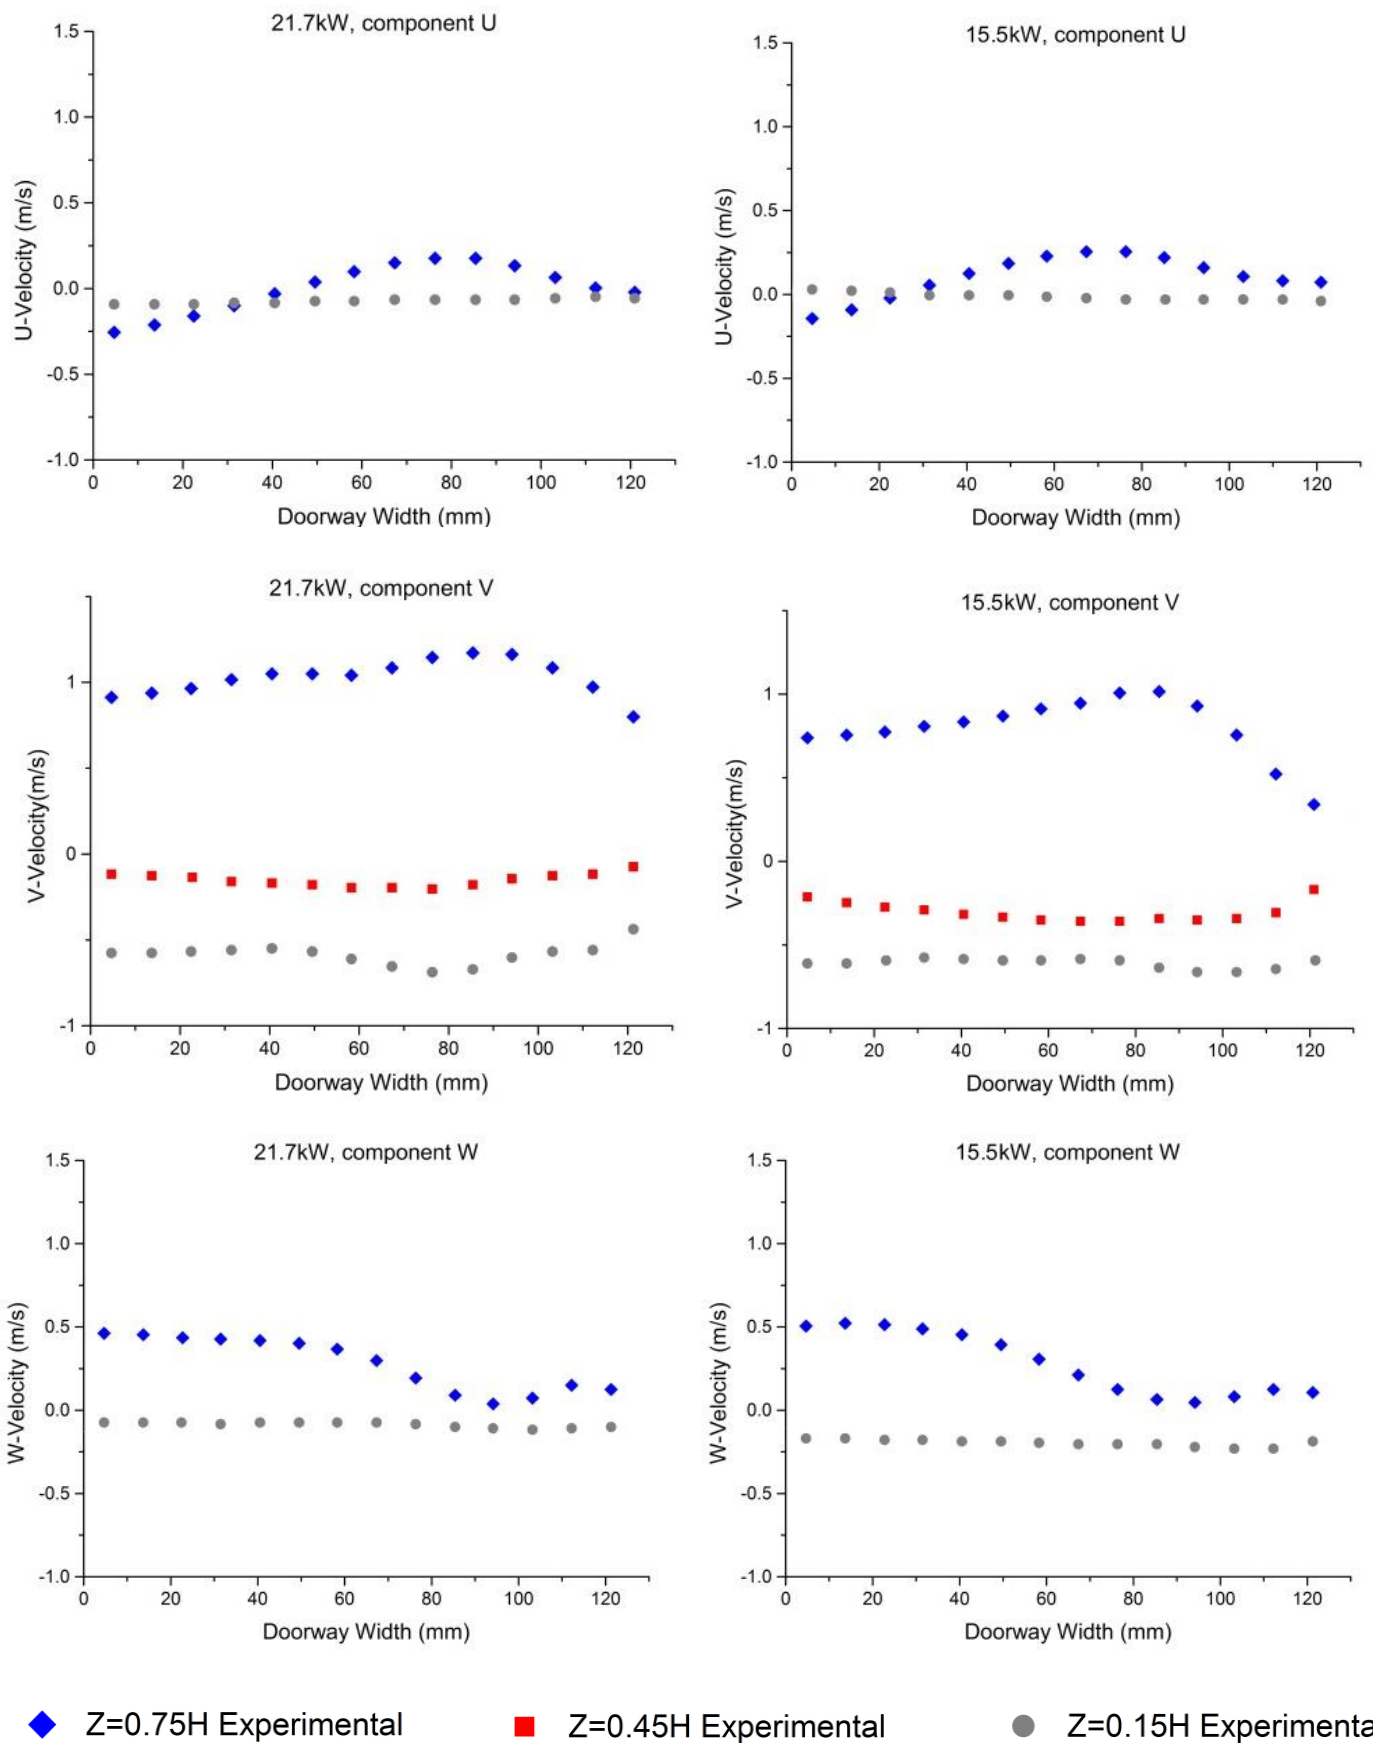 21.7kW, component U
1.5
1.0
0.5
0.0
-0.5
-1.0
U-Velocity (m/s)
0 20 40 60 80 100 120
Doorway Width (mm)
15.5kW, component U
1.5
1.0
0.5
0.0
-0.5
-1.0
U-Velocity (m/s)
0 20 40 60 80 100 120
Doorway Width (mm)
21.7kW, component V
1
0
-1
V-Velocity(m/s)
0 20 40 60 80 100 120
Doorway Width (mm)
15.5kW, component V
1
0
-1
V-Velocity(m/s)
0 20 40 60 80 100 120
Doorway Width (mm)
21.7kW, component W
1.5
1.0
0.5
0.0
-0.5
-1.0
W-Velocity (m/s)
0 20 40 60 80 100 120
Doorway Width (mm)
15.5kW, component W
1.5
1.0
0.5
0.0
-0.5
-1.0
W-Velocity (m/s)
0 20 40 60 80 100 120
Doorway Width (mm)
Z=0.75H Experimental
Z=0.45H Experimental
Z=0.15H Experimenta